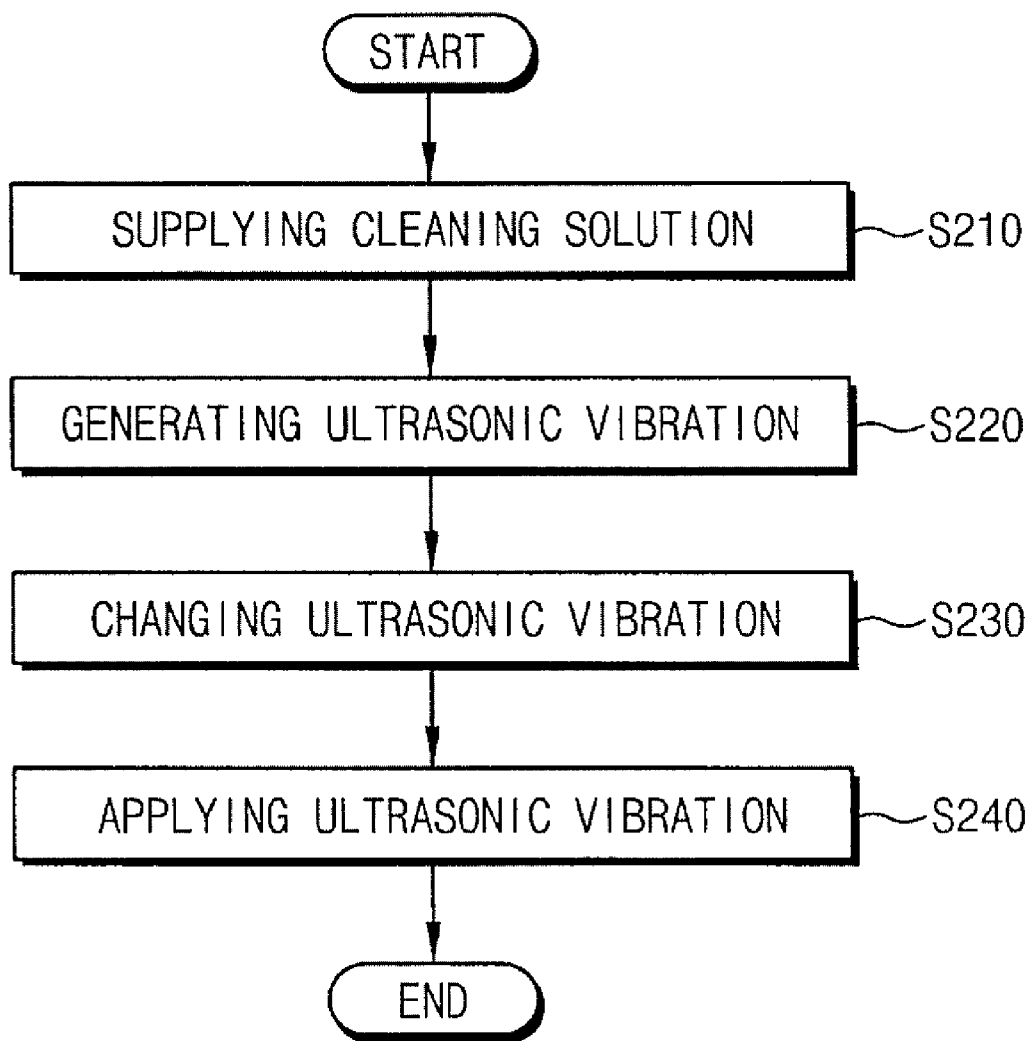 START
SUPPLYING CLEANING SOLUTION S210
GENERATING ULTRASONIC VIBRATION S220
CHANGING ULTRASONIC VIBRATION S230
APPLYING ULTRASONIC VIBRATION S240
END